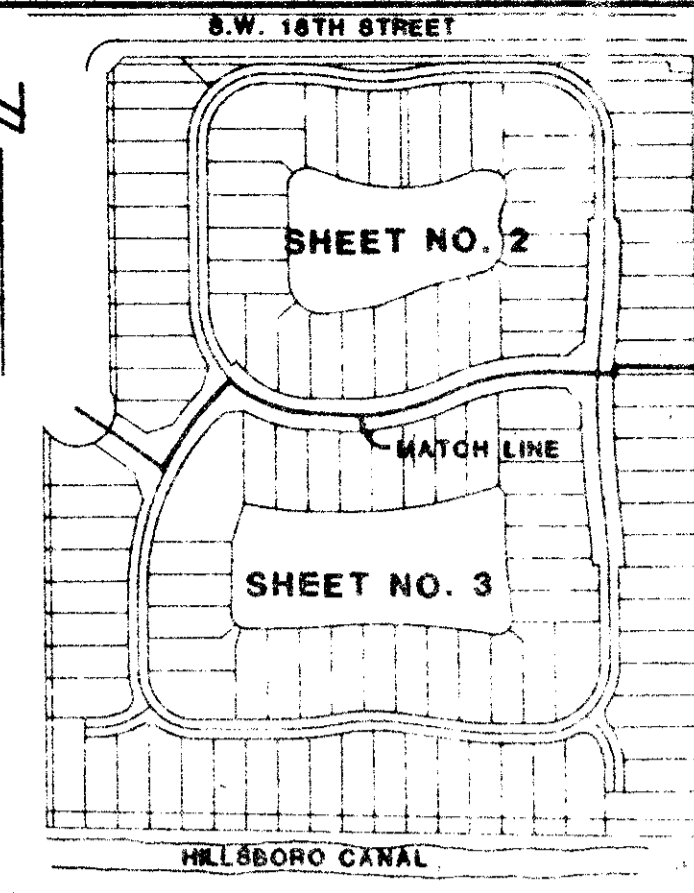 S.W. 18TH STREET
SHEET NO. 2
MATCH LINE
SHEET NO. 3
HILLSBORO CANAL